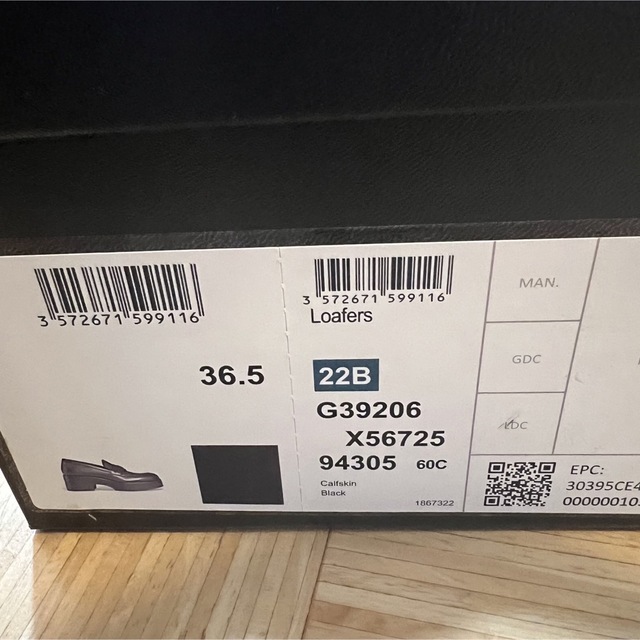 3 572671 599116
36.5
3 572671 599116
Loafers
22B
G39206
X56725
94305 60C
Calfskin
Black
1867322
MAN.
GDC
LDC
EPC:
30395CE4